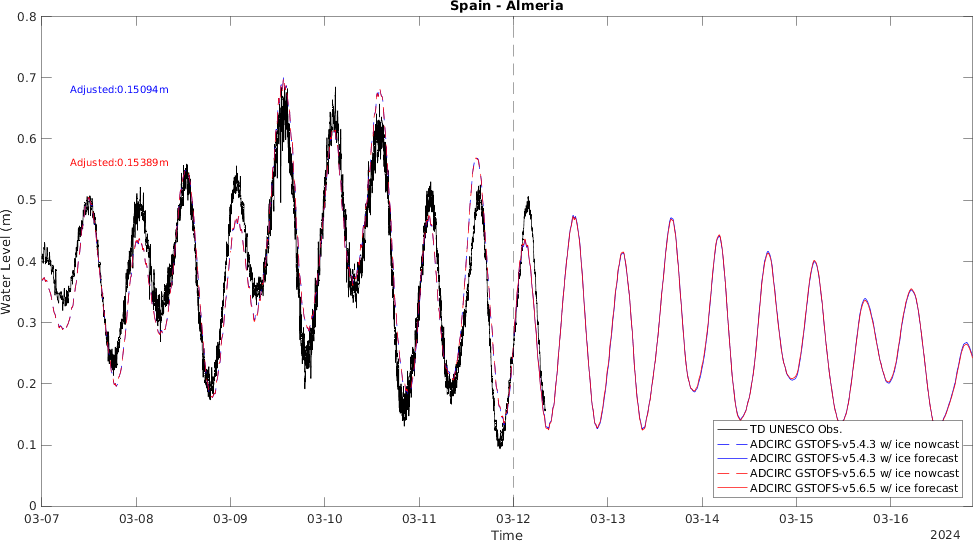 Spain - Almeria
0.8
0.7
0.6
0.5
0.4
0.3
0.2
0.1
0
Water Level (m)
Adjusted:0.15094m
Adjusted:0.15389m
TD UNESCO Obs.
ADCIRC GSTOFS-v5.4.3 w/ ice nowcast
ADCIRC GSTOFS-v5.4.3 w/ ice forecast
ADCIRC GSTOFS-v5.6.5 w/ ice nowcast
ADCIRC GSTOFS-v5.6.5 w/ ice forecast
03-07 03-08 03-09 03-10 03-11 03-12 03-13 03-14 03-15 03-16
Time
2024